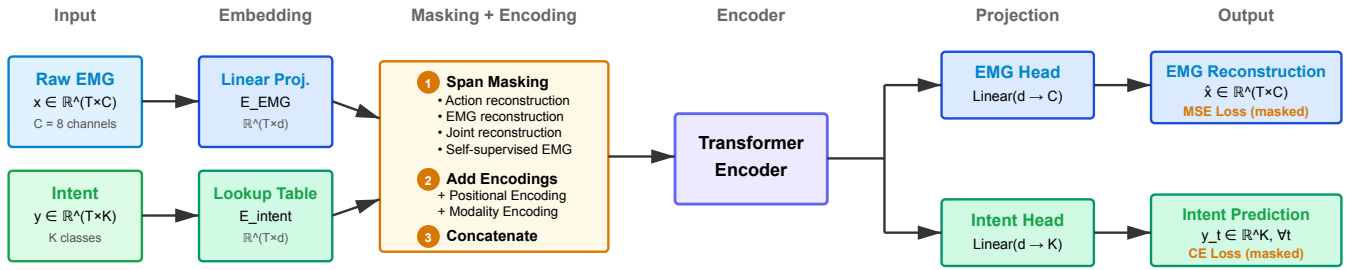 Input
Embedding
Masking + Encoding
Encoder
Projection
Output
Raw EMG
x ∈ ℝ^(T×C)
C = 8 channels
Linear Proj.
E_EMG
ℝ^(T×d)
Intent
y ∈ ℝ^(T×K)
K classes
Lookup Table
E_intent
ℝ^(T×d)
1 Span Masking
• Action reconstruction
• EMG reconstruction
• Joint reconstruction
• Self-supervised EMG
2 Add Encodings
+ Positional Encoding
+ Modality Encoding
3 Concatenate
Transformer
Encoder
EMG Head
Linear(d → C)
EMG Reconstruction
x̂ ∈ ℝ^(T×C)
MSE Loss (masked)
Intent Head
Linear(d → K)
Intent Prediction
y_t ∈ ℝ^K, ∀t
CE Loss (masked)